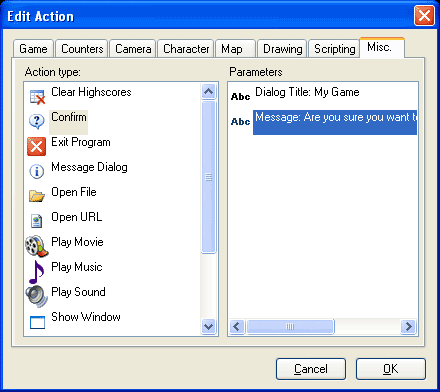 Edit Action
Game Counters Camera Character Map Drawing Scripting Misc.
Action type:
Clear Highscores
Confirm
Exit Program
Message Dialog
Open File
Open URL
Play Movie
Play Music
Play Sound
Show Window
Parameters
Abc Dialog Title: My Game
Abc Message: Are you sure you want to
Cancel OK